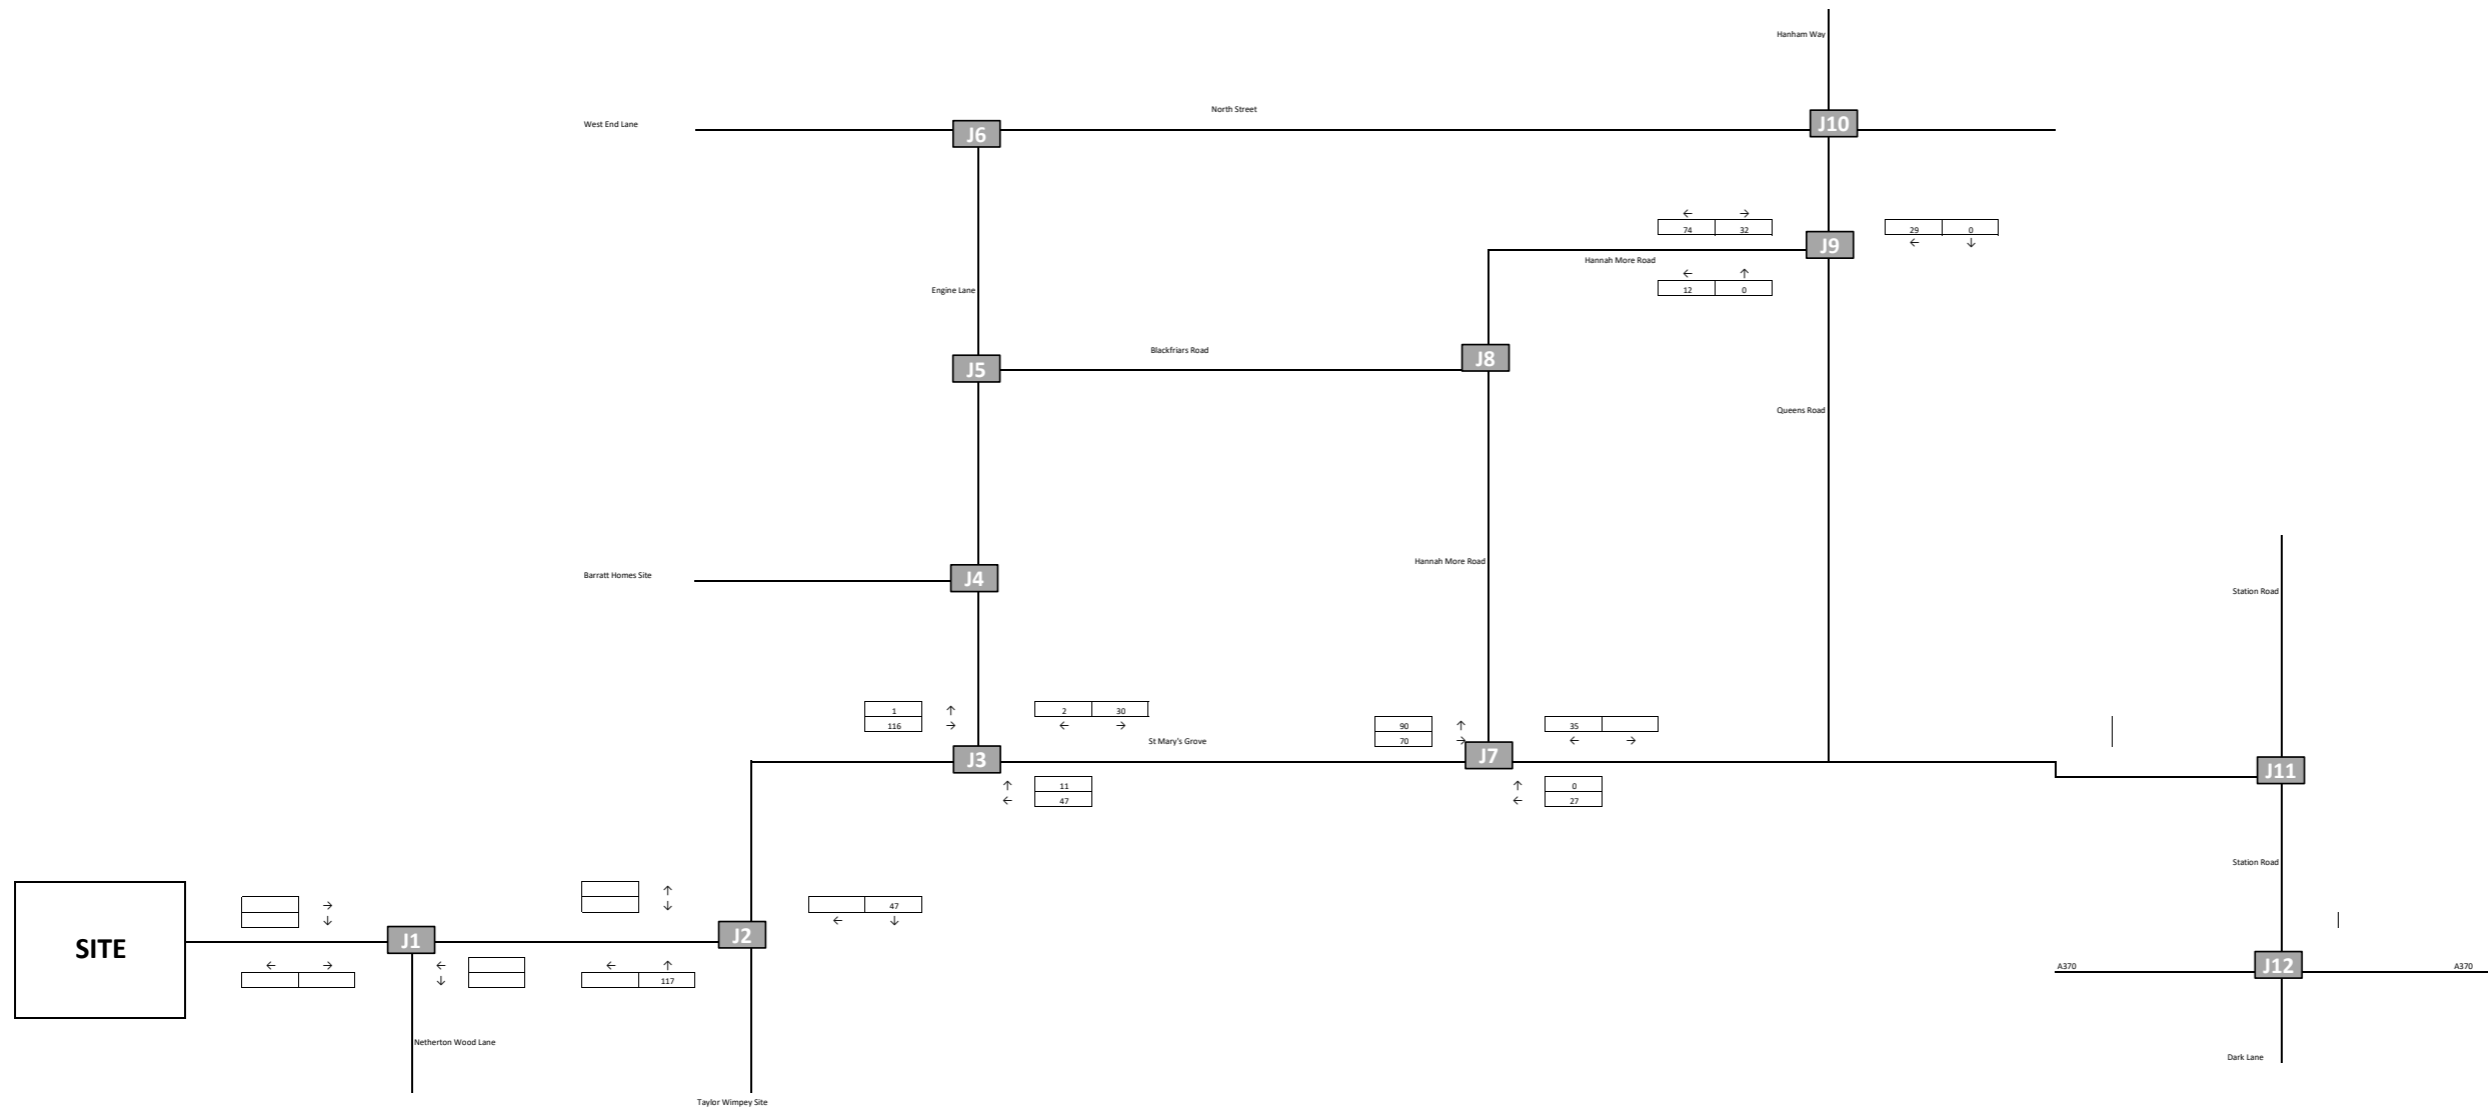 Hanham Way
North Street
West End Lane
J6
J10
← →
74 32
29 0
← ↓
J9
Hannah More Road
← ↑
12 0
Engine Lane
Blackfriars Road
J8
J5
Queens Road
Hannah More Road
Barratt Homes Site
J4
Station Road
1 ↑
116 →
2 30
← →
90 ↑
70 →
35
← →
St Mary's Grove
J3
J7
J11
↑ 11
← 47
↑ 0
← 27
Station Road
SITE
→
↓
↑
↓
47
← ↓
J1
J2
← →
←
↓
← ↑
117
A370
J12
A370
Netherton Wood Lane
Dark Lane
Taylor Wimpey Site